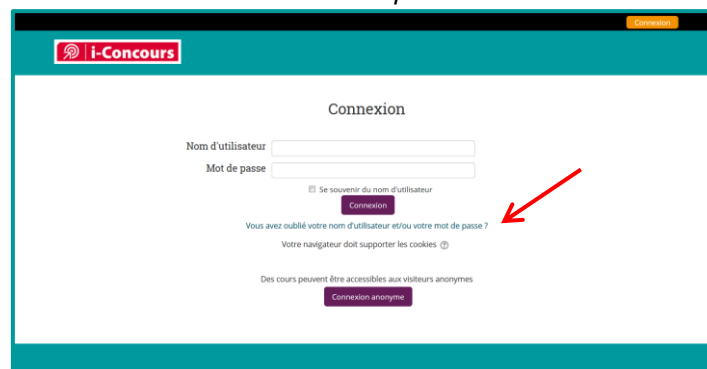 Connexion
i-Concours
Connexion
Nom d'utilisateur
Mot de passe
Se souvenir du nom d'utilisateur
Connexion
Vous avez oublié votre nom d'utilisateur et/ou votre mot de passe ?
Votre navigateur doit supporter les cookies
Des cours peuvent être accessibles aux visiteurs anonymes
Connexion anonyme